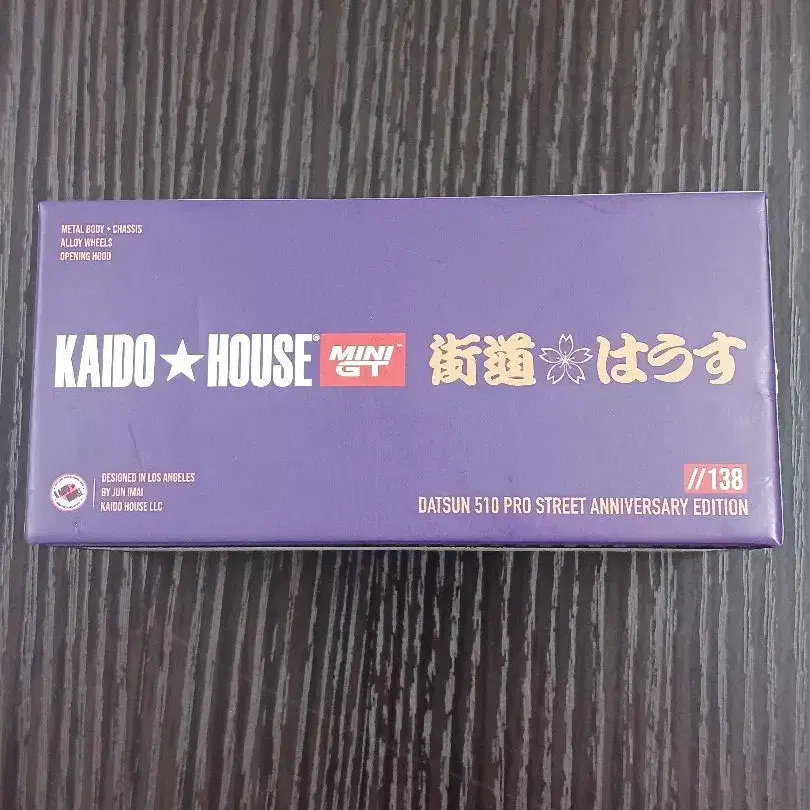 METAL BODY + CHASSIS
ALLOY WHEELS
OPENING HOOD
KAIDO★HOUSE® MINI GT™ 街道はうす
DESIGNED IN LOS ANGELES
BY JUN IMAI
KAIDO HOUSE LLC
//138
DATSUN 510 PRO STREET ANNIVERSARY EDITION